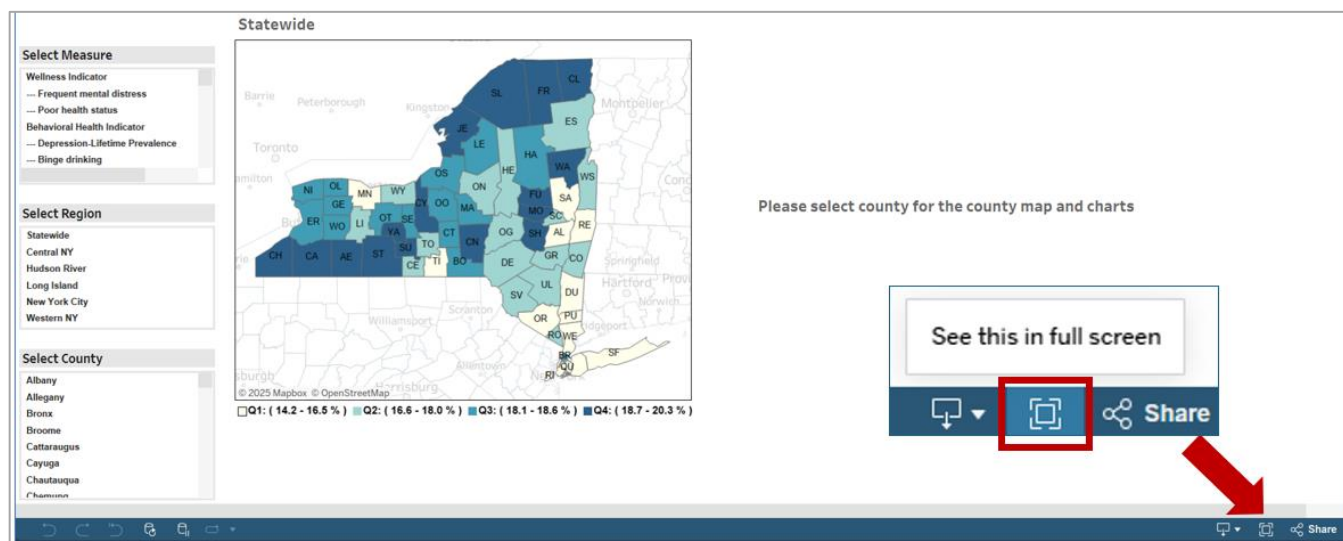 Statewide
Select Measure
Wellness Indicator
--- Frequent mental distress
--- Poor health status
Behavioral Health Indicator
--- Depression-Lifetime Prevalence
--- Binge drinking
Select Region
Statewide
Central NY
Hudson River
Long Island
New York City
Western NY
Select County
Albany
Allegany
Bronx
Broome
Cattaraugus
Cayuga
Chautauqua
Chemung
Barrie
Peterborough
Kingston
Montpelier
Toronto
SL
FR
CL
JE
ES
LE
HA
HE
WA
WS
NI
OL
MN
WY
OS
ON
FU
SA
GE
CY
OO
MA
MO
SC
ER
WO
LI
OT
SE
YA
CT
CN
OG
SH
AL
RE
CH
CA
AE
ST
SU
TO
CE
TI
BO
DE
GR
CO
Springfield
Hartford
Provi
Norwich
SV
UL
DU
Williamsport
Scranton
OR
PU
RO
WE
Allentown
BR
QU
RI
SF
Harrisburg
© 2025 Mapbox © OpenStreetMap
Q1: ( 14.2 - 16.5 % ) Q2: ( 16.6 - 18.0 % ) Q3: ( 18.1 - 18.6 % ) Q4: ( 18.7 - 20.3 % )
Please select county for the county map and charts
See this in full screen
Share
Share